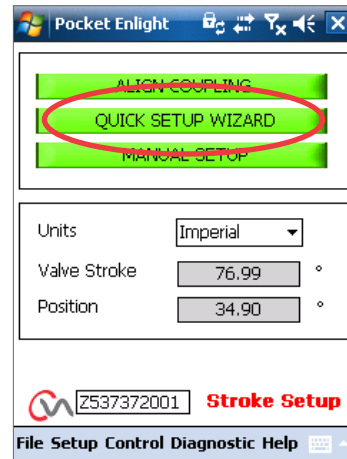 Pocket Enlight
ALIGN COUPLING
QUICK SETUP WIZARD
MANUAL SETUP
Units Imperial
Valve Stroke 76.99 °
Position 34.90 °
Z537372001 Stroke Setup
File Setup Control Diagnostic Help